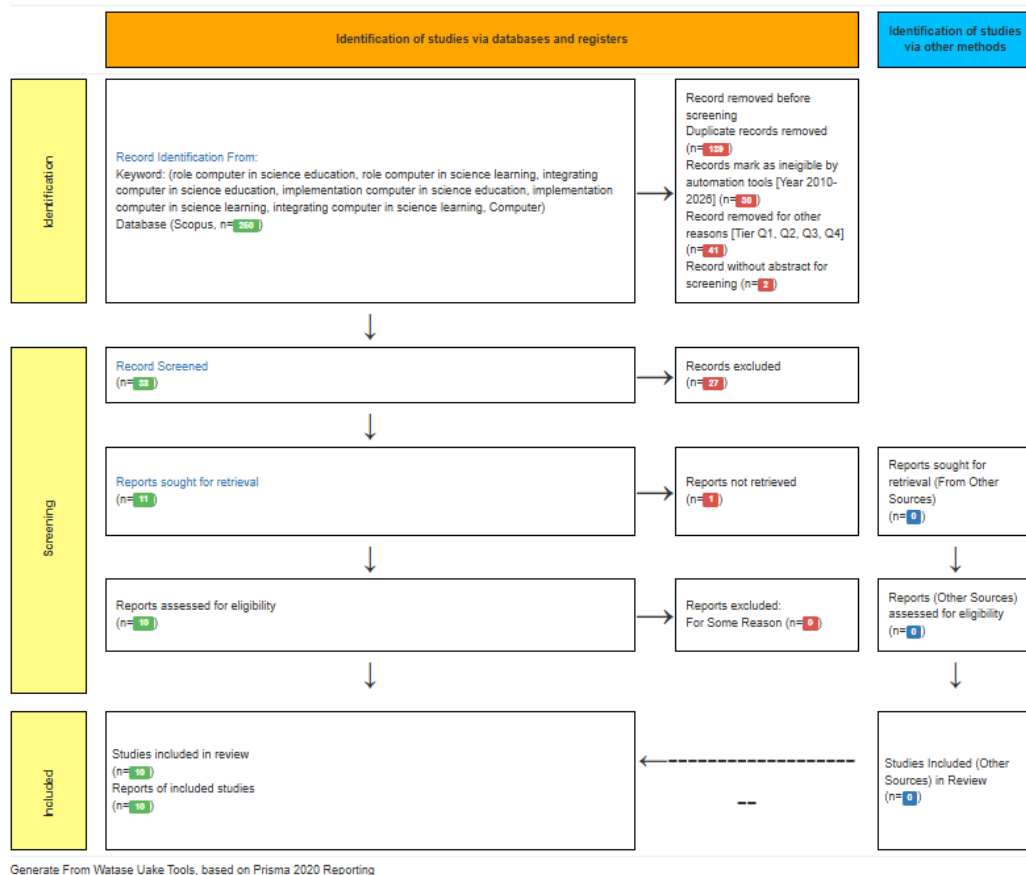 Identification of studies via databases and registers
Identification of studies
via other methods
Identification
Record Identification From:
Keyword: (role computer in science education, role computer in science learning, integrating
computer in science education, implementation computer in science education, implementation
computer in science learning, integrating computer in science learning, Computer)
Database (Scopus, n=250)
Record removed before
screening
Duplicate records removed
(n=139)
Records mark as ineigible by
automation tools [Year 2010-
2026] (n=30)
Record removed for other
reasons [Tier Q1, Q2, Q3, Q4]
(n=41)
Record without abstract for
screening (n=2)
Screening
Record Screened
(n=38)
Records excluded
(n=27)
Reports sought for retrieval
(n=11)
Reports not retrieved
(n=1)
Reports sought for
retrieval (From Other
Sources)
(n=0)
Reports assessed for eligibility
(n=10)
Reports excluded:
For Some Reason (n=0)
Reports (Other Sources)
assessed for eligibility
(n=0)
Included
Studies included in review
(n=10)
Reports of included studies
(n=10)
Studies Included (Other
Sources) in Review
(n=0)
Generate From Watase Uake Tools, based on Prisma 2020 Reporting